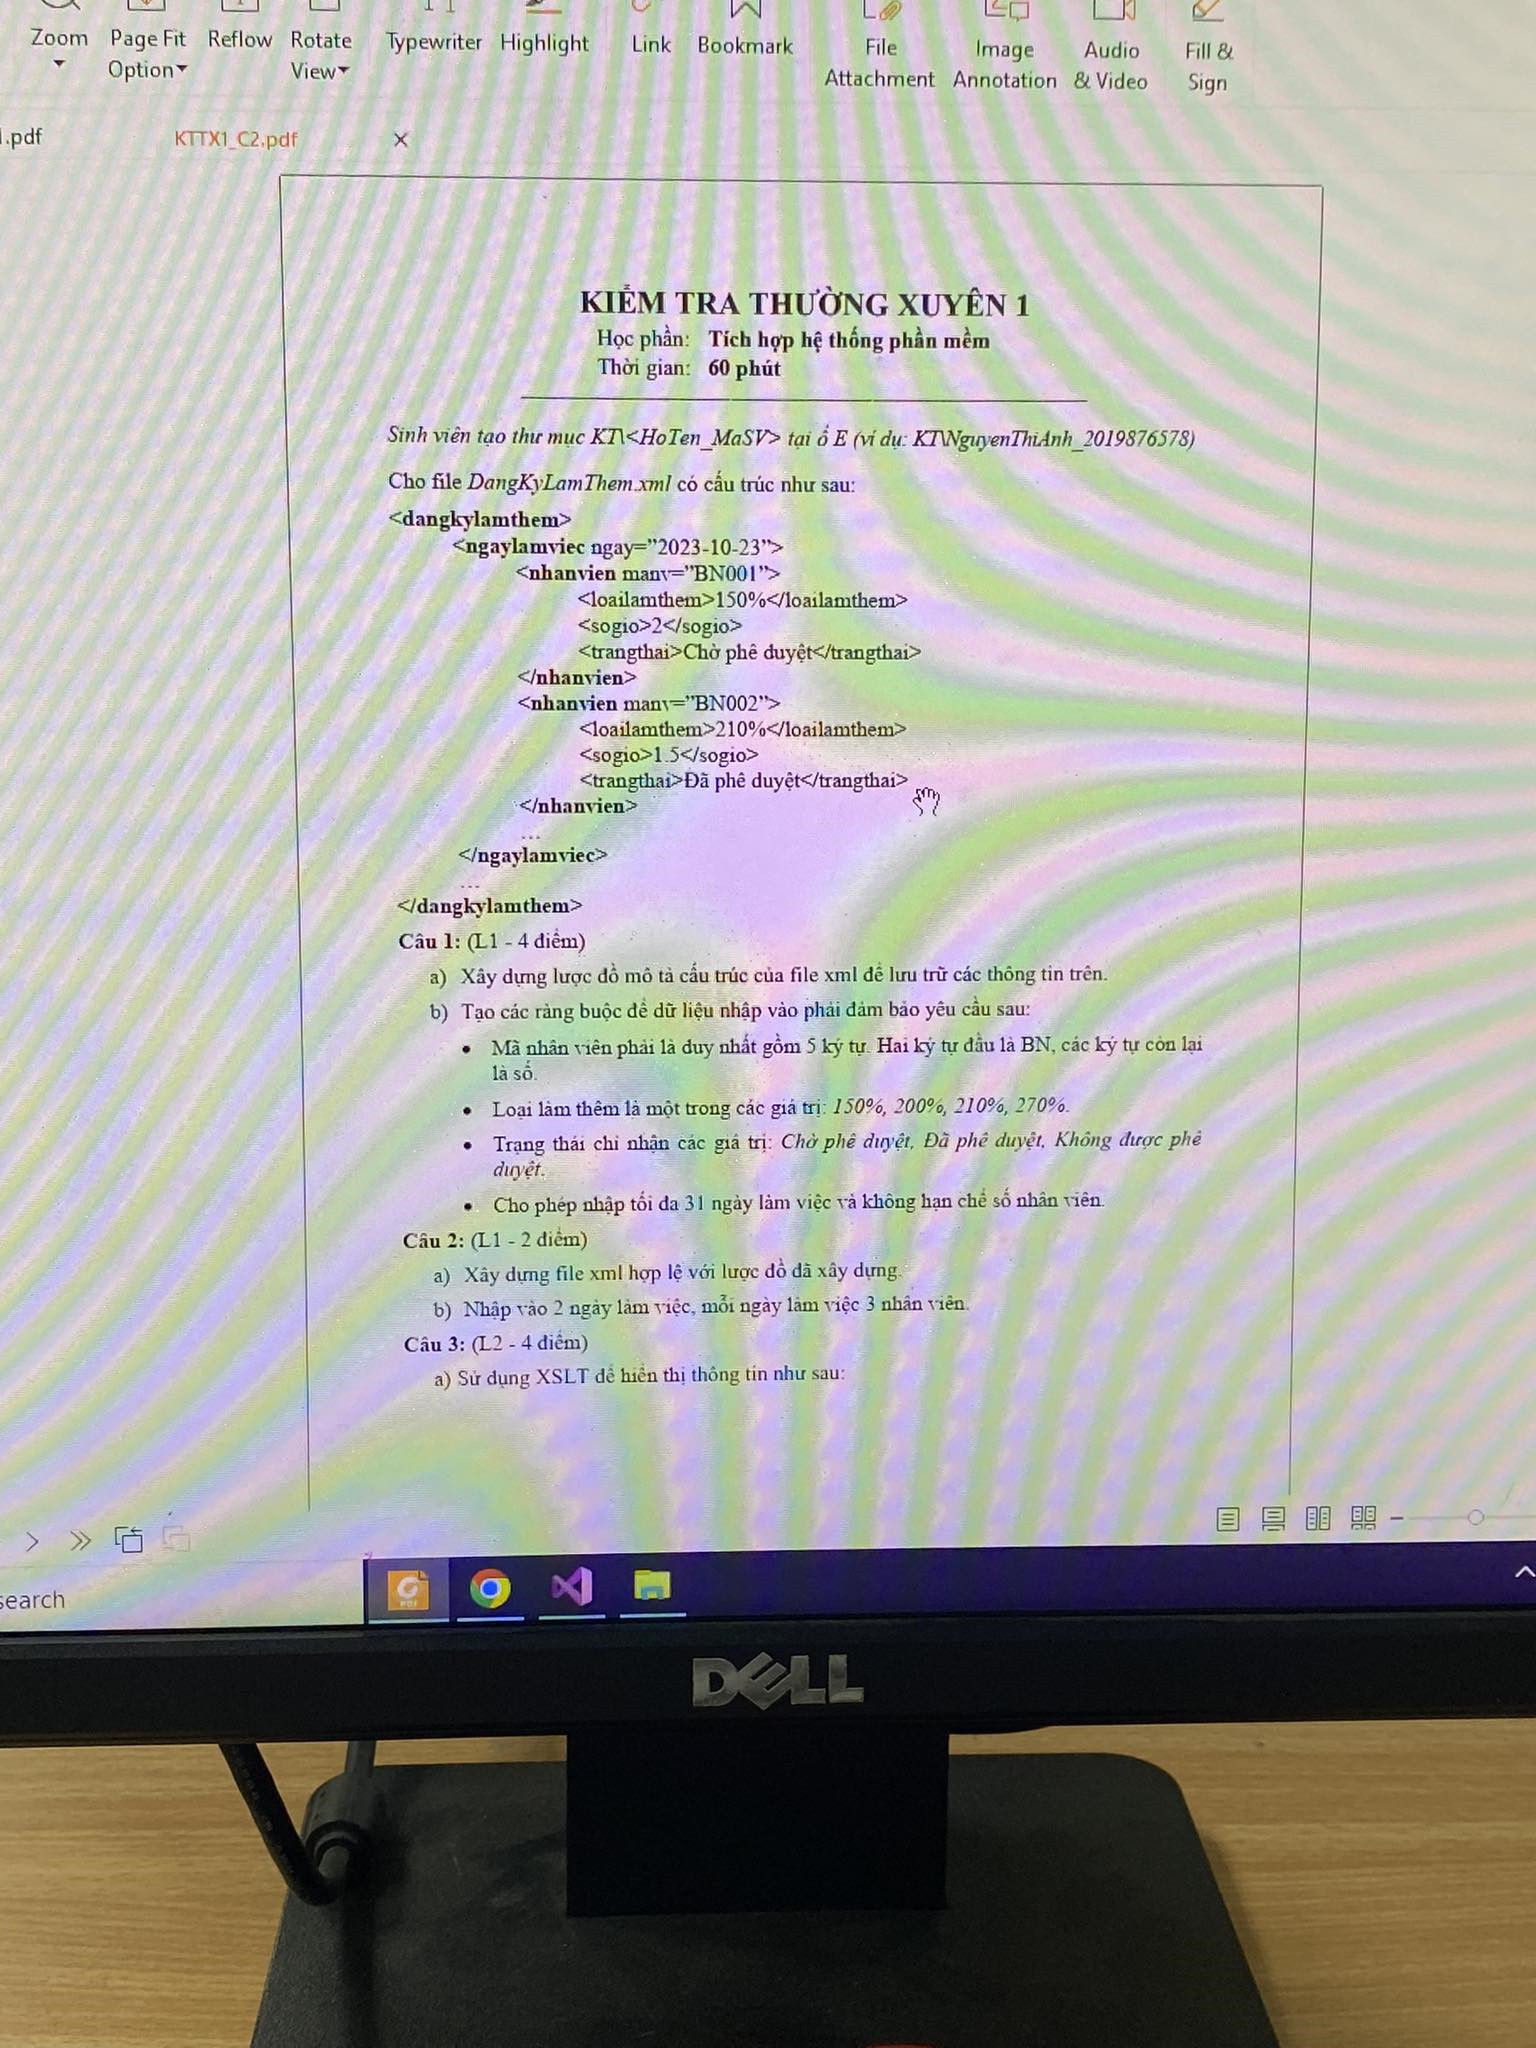 Zoom
Page Fit Option
Reflow
Rotate View
Typewriter
Highlight
Link
Bookmark
File Attachment
Image Annotation
Audio & Video
Fill & Sign
.pdf
KTTX1_C2.pdf
KIỂM TRA THƯỜNG XUYÊN 1
Học phần: Tích hợp hệ thống phần mềm
Thời gian: 60 phút
Sinh viên tạo thư mục KT\<HoTen_MaSV> tại ổ E (ví dụ: KT\NguyenThiAnh_2019876578)
Cho file DangKyLamThem.xml có cấu trúc như sau:
<dangkylamthem>
<ngaylamviec ngay=”2023-10-23”>
<nhanvien manv=”BN001”>
<loailamthem>150%</loailamthem>
<sogio>2</sogio>
<trangthai>Chờ phê duyệt</trangthai>
</nhanvien>
<nhanvien manv=”BN002”>
<loailamthem>210%</loailamthem>
<sogio>1.5</sogio>
<trangthai>Đã phê duyệt</trangthai>
</nhanvien>
...
</ngaylamviec>
...
</dangkylamthem>
Câu 1: (L1 - 4 điểm)
a) Xây dựng lược đồ mô tả cấu trúc của file xml để lưu trữ các thông tin trên.
b) Tạo các ràng buộc để dữ liệu nhập vào phải đảm bảo yêu cầu sau:
• Mã nhân viên phải là duy nhất gồm 5 ký tự. Hai ký tự đầu là BN, các ký tự còn lại
là số.
• Loại làm thêm là một trong các giá trị: 150%, 200%, 210%, 270%.
• Trạng thái chỉ nhận các giá trị: Chờ phê duyệt, Đã phê duyệt, Không được phê
duyệt.
• Cho phép nhập tối đa 31 ngày làm việc và không hạn chế số nhân viên.
Câu 2: (L1 - 2 điểm)
a) Xây dựng file xml hợp lệ với lược đồ đã xây dựng.
b) Nhập vào 2 ngày làm việc, mỗi ngày làm việc 3 nhân viên.
Câu 3: (L2 - 4 điểm)
a) Sử dụng XSLT để hiển thị thông tin như sau:
search
DELL